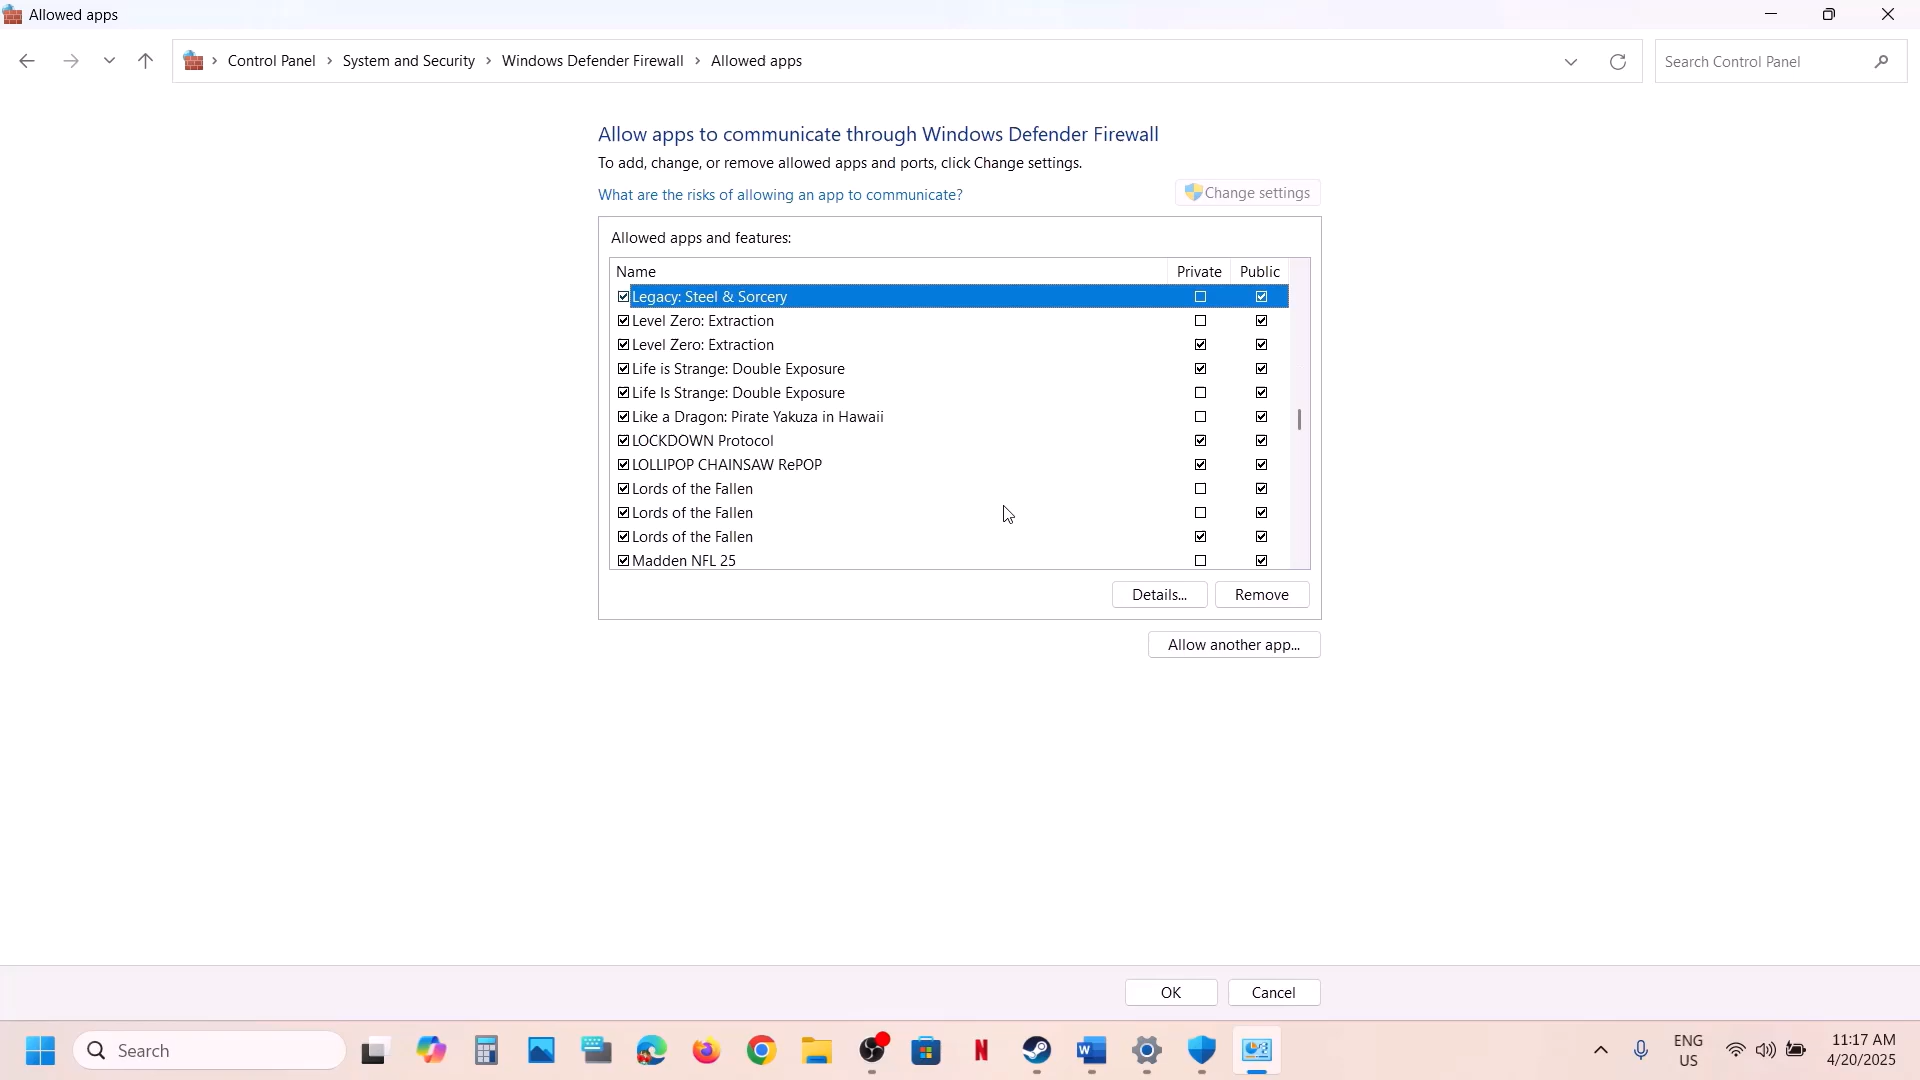 Allowed apps
Control Panel > System and Security > Windows Defender Firewall > Allowed apps
Search Control Panel
Allow apps to communicate through Windows Defender Firewall
To add, change, or remove allowed apps and ports, click Change settings.
What are the risks of allowing an app to communicate?
Change settings
Allowed apps and features:
Name Private Public
Legacy: Steel & Sorcery
Level Zero: Extraction
Level Zero: Extraction
Life is Strange: Double Exposure
Life Is Strange: Double Exposure
Like a Dragon: Pirate Yakuza in Hawaii
LOCKDOWN Protocol
LOLLIPOP CHAINSAW RePOP
Lords of the Fallen
Lords of the Fallen
Lords of the Fallen
Madden NFL 25
Details... Remove
Allow another app...
OK Cancel
Search
ENG
US
11:17 AM
4/20/2025